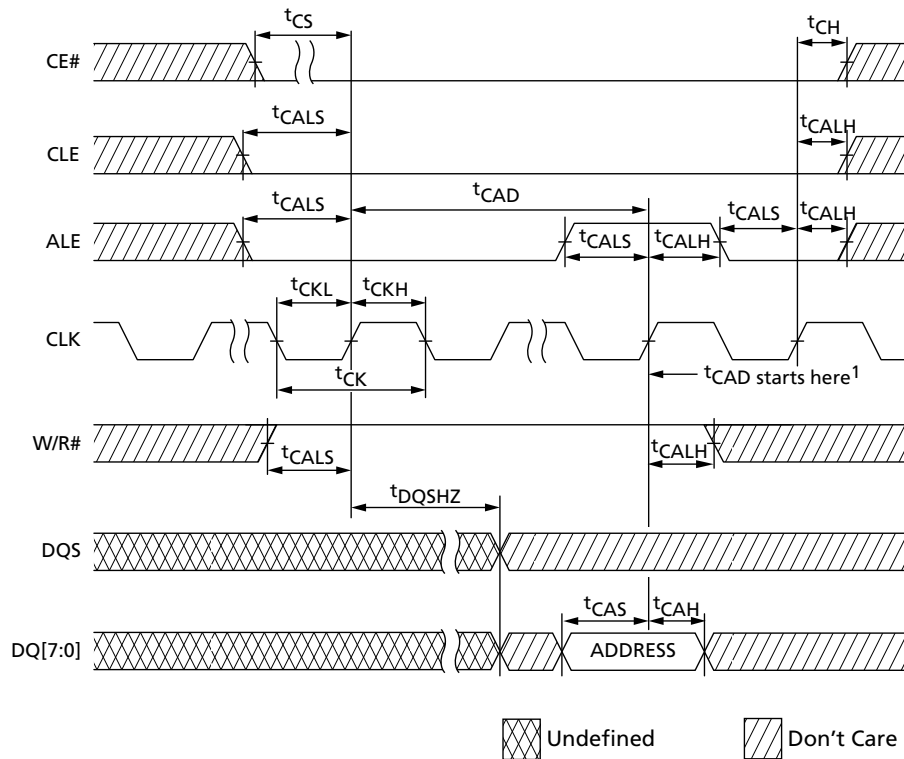 tCS
tCH
CE#
tCALS
tCALH
CLE
tCALS
tCAD
tCALS
tCALH
ALE
tCALS
tCALH
tCKL
tCKH
CLK
tCK
tCAD starts here1
W/R#
tCALS
tCALH
tDQSHZ
DQS
tCAS
tCAH
DQ[7:0]
ADDRESS
Undefined
Don't Care